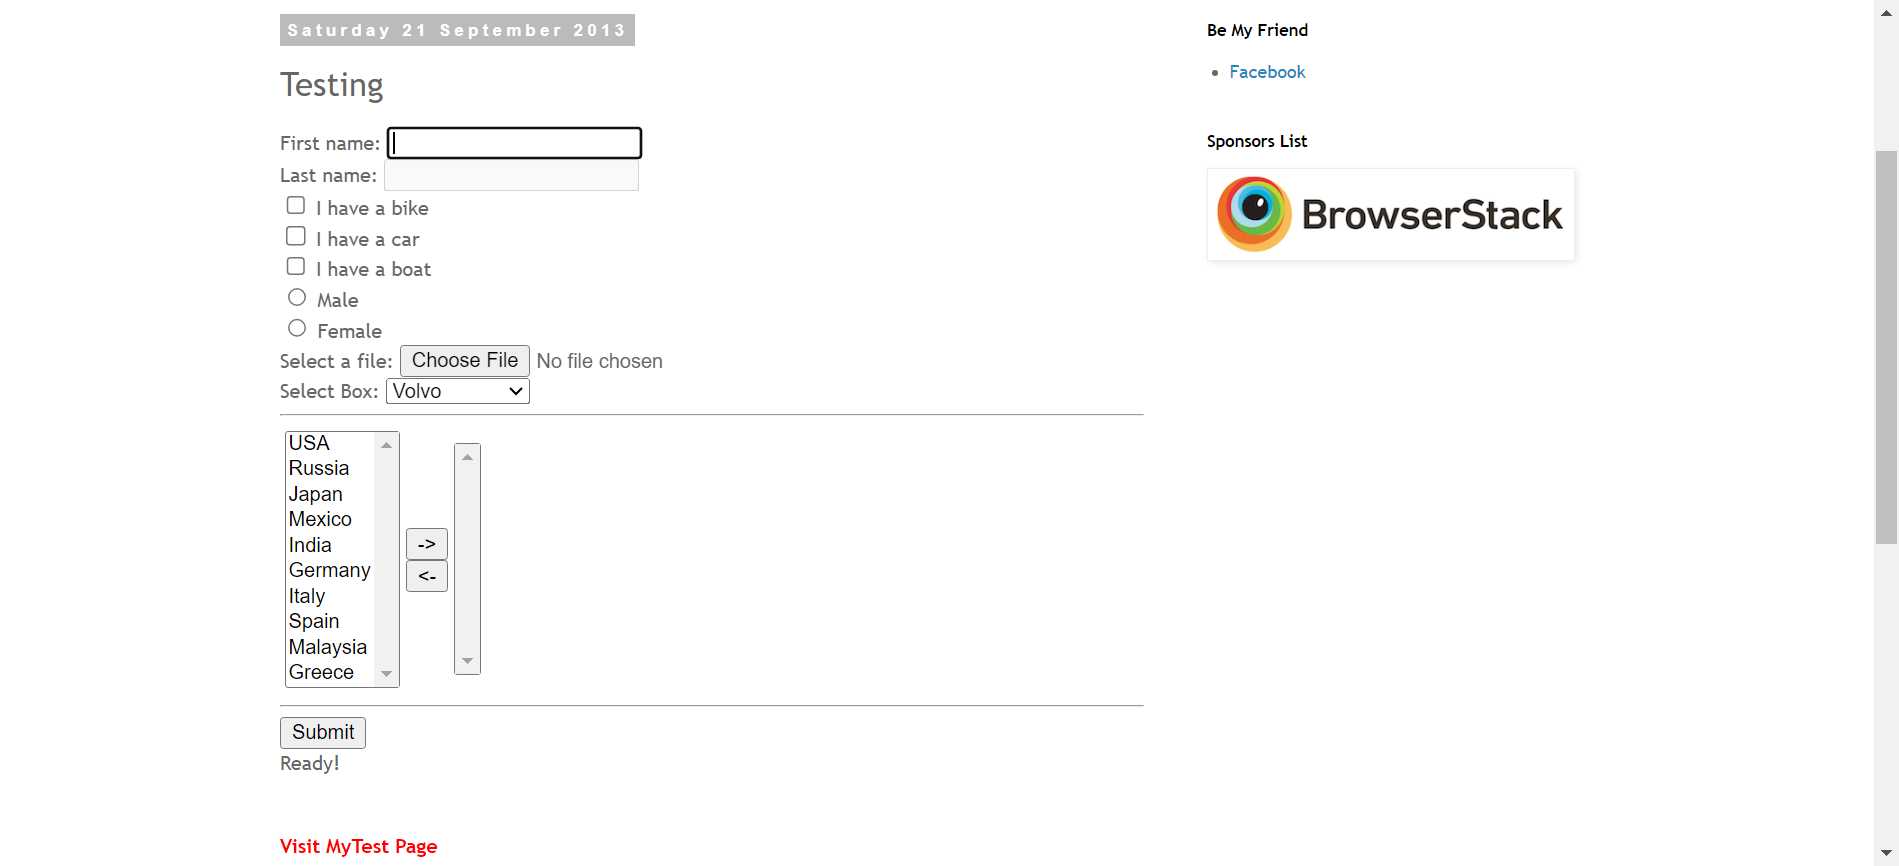 Saturday 21 September 2013
Testing
First name:
Last name:
I have a bike
I have a car
I have a boat
Male
Female
Select a file: Choose File No file chosen
Select Box: Volvo
USA
Russia
Japan
Mexico
India
Germany
Italy
Spain
Malaysia
Greece
->
<-
Submit
Ready!
Visit MyTest Page
Be My Friend
Facebook
Sponsors List
BrowserStack